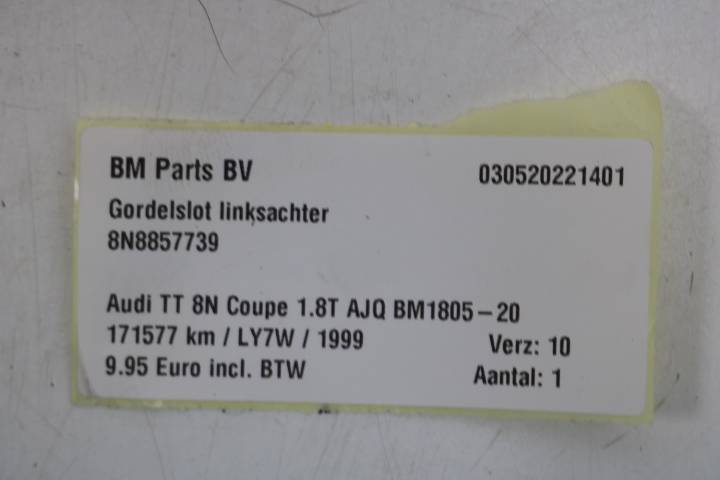 BM Parts BV 030520221401
Gordelslot linksachter
8N8857739
Audi TT 8N Coupe 1.8T AJQ BM1805-20
171577 km / LY7W / 1999 Verz: 10
9.95 Euro incl. BTW Aantal: 1